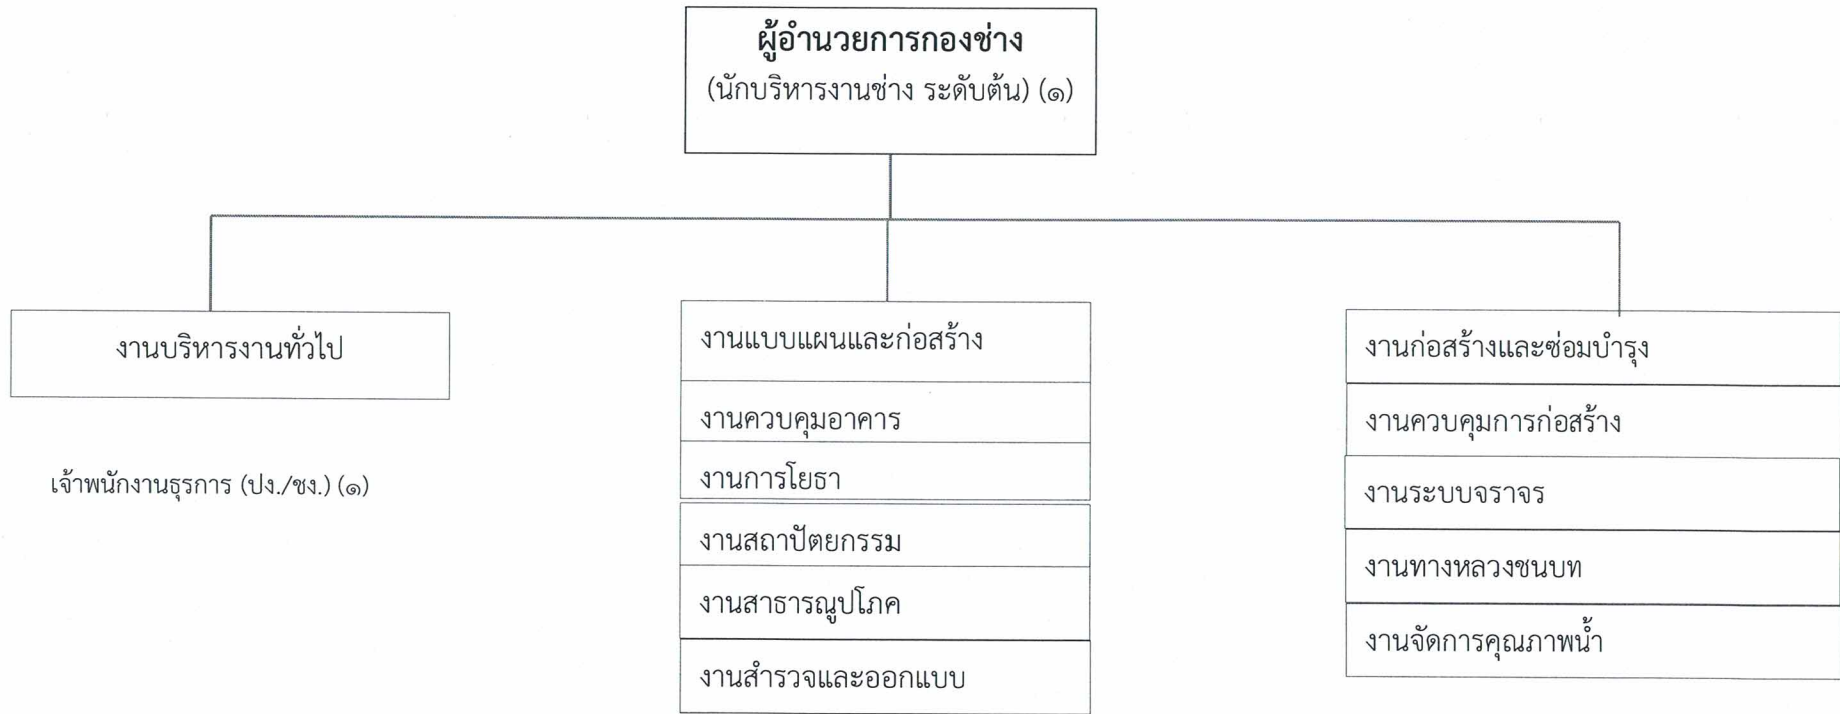 ผู้อำนวยการกองช่าง
(นักบริหารงานช่าง ระดับต้น) (๑)
งานบริหารงานทั่วไป
เจ้าพนักงานธุรการ (ปง./ชง.) (๑)
งานแบบแผนและก่อสร้าง
งานควบคุมอาคาร
งานการโยธา
งานสถาปัตยกรรม
งานสาธารณูปโภค
งานสำรวจและออกแบบ
งานก่อสร้างและซ่อมบำรุง
งานควบคุมการก่อสร้าง
งานระบบจราจร
งานทางหลวงชนบท
งานจัดการคุณภาพน้ำ